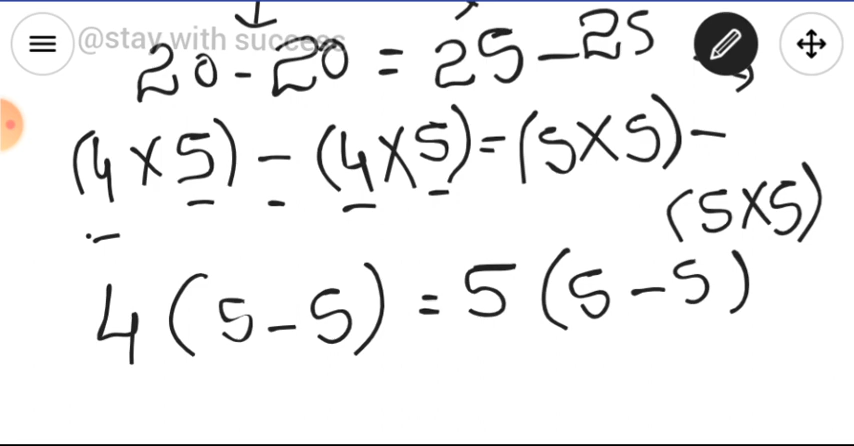 @stay with success
20 - 20 = 25 - 25
(4 × 5) - (4 × 5) = (5 × 5) -
(5 × 5)
4 (5 - 5) = 5 (5 - 5)